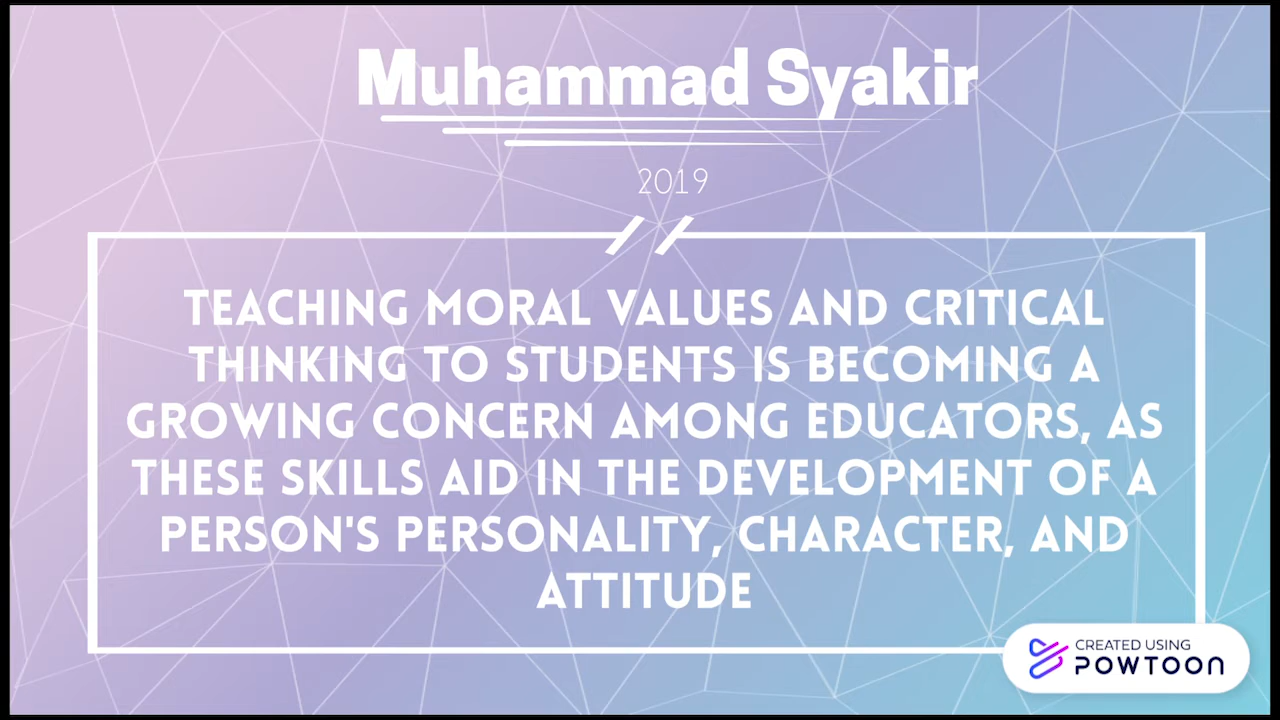 Muhammad Syakir
2019
TEACHING MORAL VALUES AND CRITICAL
THINKING TO STUDENTS IS BECOMING A
GROWING CONCERN AMONG EDUCATORS, AS
THESE SKILLS AID IN THE DEVELOPMENT OF A
PERSON'S PERSONALITY, CHARACTER, AND
ATTITUDE
CREATED USING
POWTOON